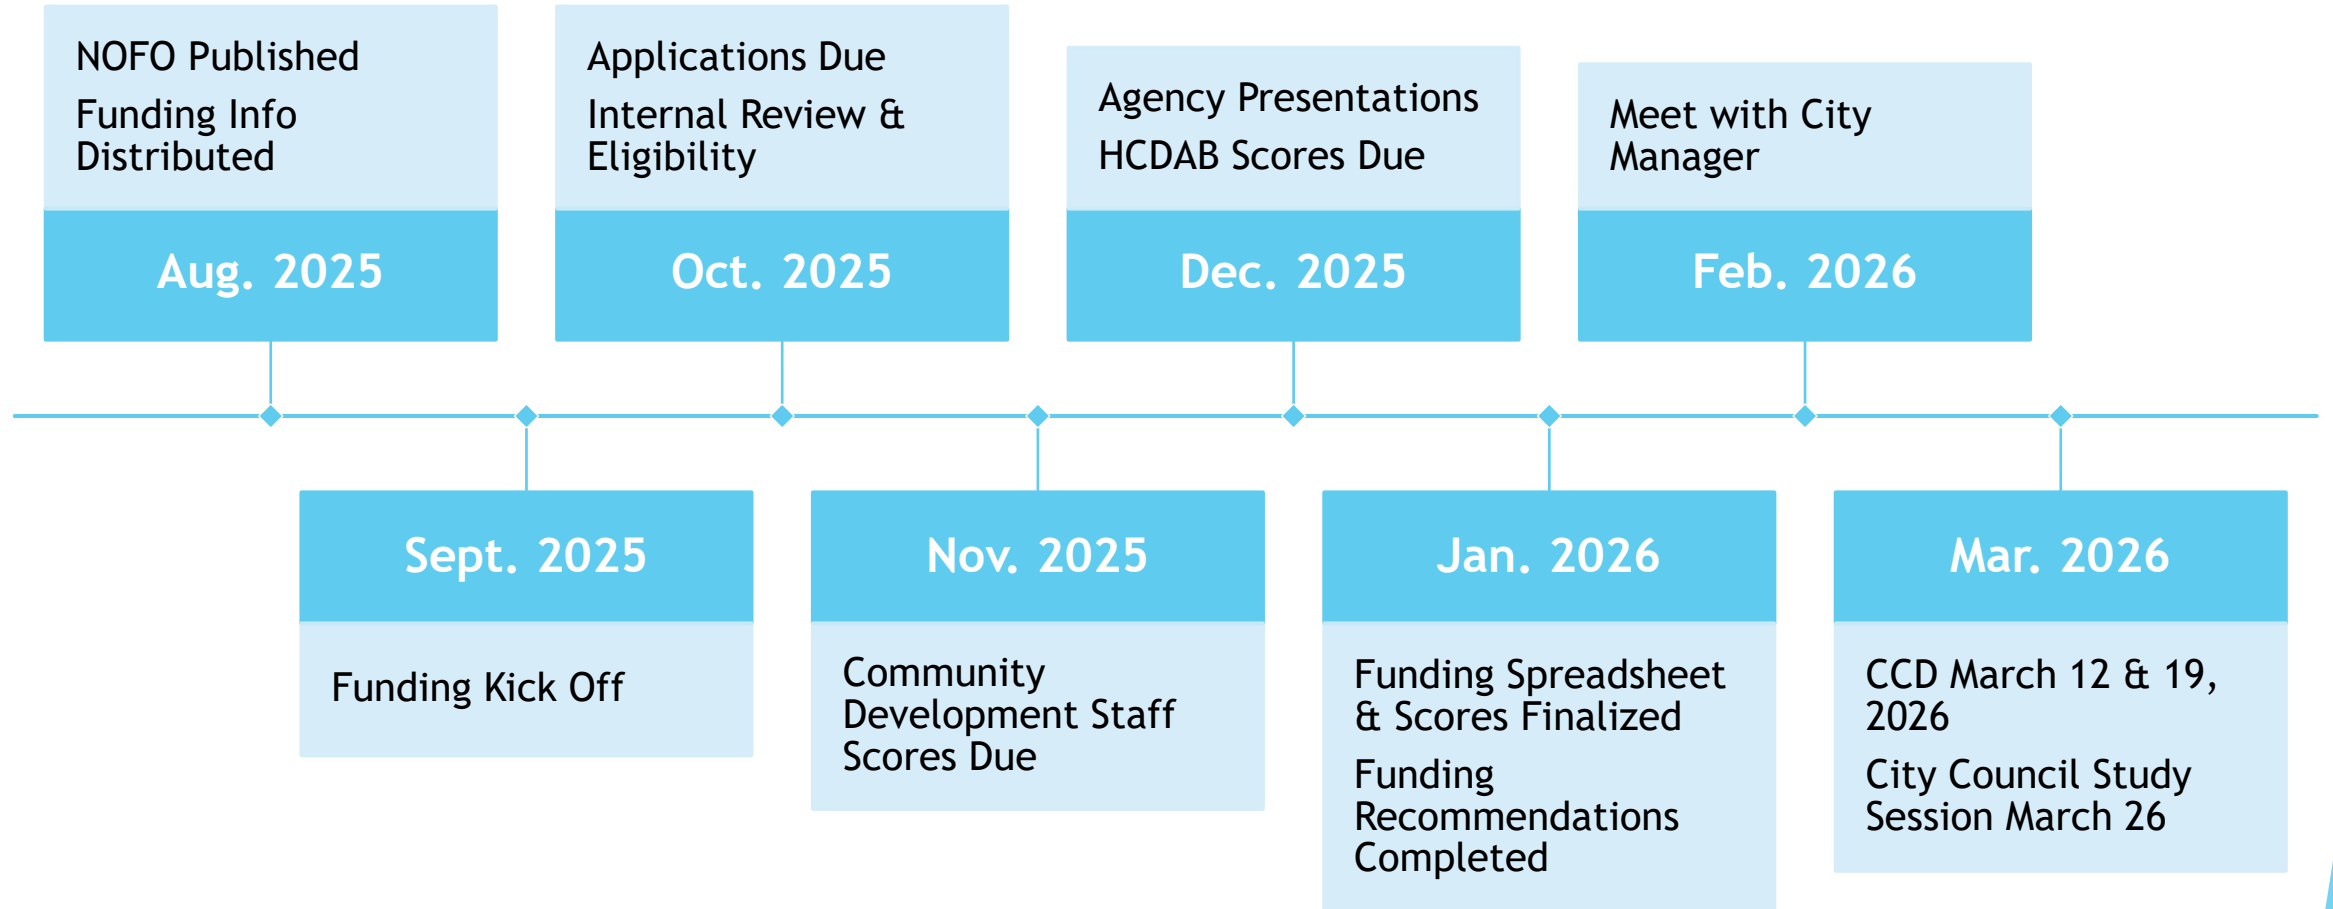 NOFO Published
Funding Info
Distributed
Aug. 2025
Sept. 2025
Funding Kick Off
Applications Due
Internal Review &
Eligibility
Oct. 2025
Nov. 2025
Community
Development Staff
Scores Due
Agency Presentations
HCDAB Scores Due
Dec. 2025
Jan. 2026
Funding Spreadsheet
& Scores Finalized
Funding
Recommendations
Completed
Meet with City
Manager
Feb. 2026
Mar. 2026
CCD March 12 & 19,
2026
City Council Study
Session March 26